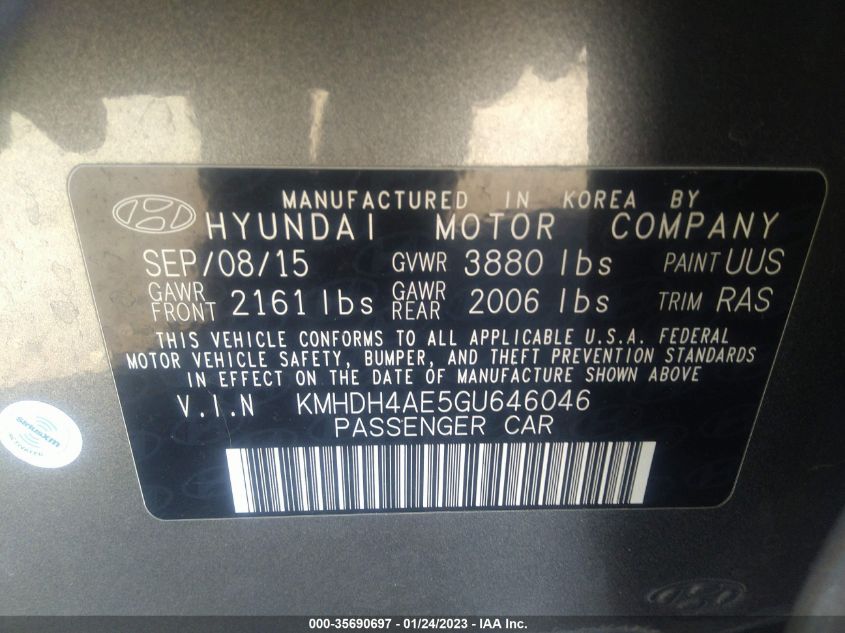 MANUFACTURED IN KOREA BY
HYUNDAI MOTOR COMPANY
SEP/08/15 GVWR 3880 lbs PAINT UUS
GAWR FRONT 2161 lbs GAWR REAR 2006 lbs TRIM RAS
THIS VEHICLE CONFORMS TO ALL APPLICABLE U.S.A. FEDERAL
MOTOR VEHICLE SAFETY, BUMPER, AND THEFT PREVENTION STANDARDS
IN EFFECT ON THE DATE OF MANUFACTURE SHOWN ABOVE
V.I.N KMHDH4AE5GU646046
PASSENGER CAR
siriusxm
ACTIVATED
000-35690697 - 01/24/2023 - IAA Inc.